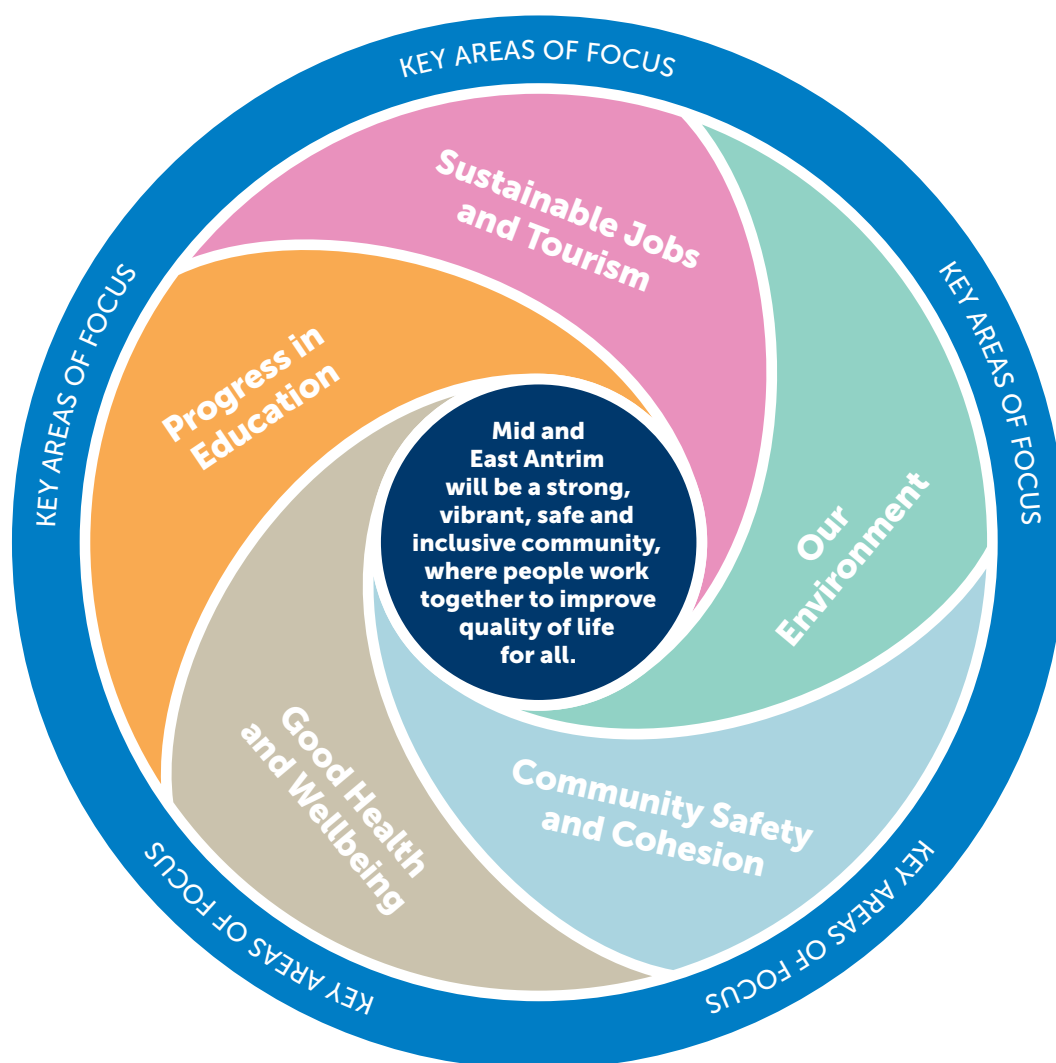 KEY AREAS OF FOCUS
KEY AREAS OF FOCUS
KEY AREAS OF FOCUS
KEY AREAS OF FOCUS
KEY AREAS OF FOCUS
Sustainable Jobs
and Tourism
Our
Environment
Community Safety
and Cohesion
Good Health
and Wellbeing
Progress in
Education
Mid and
East Antrim
will be a strong,
vibrant, safe and
inclusive community,
where people work
together to improve
quality of life
for all.